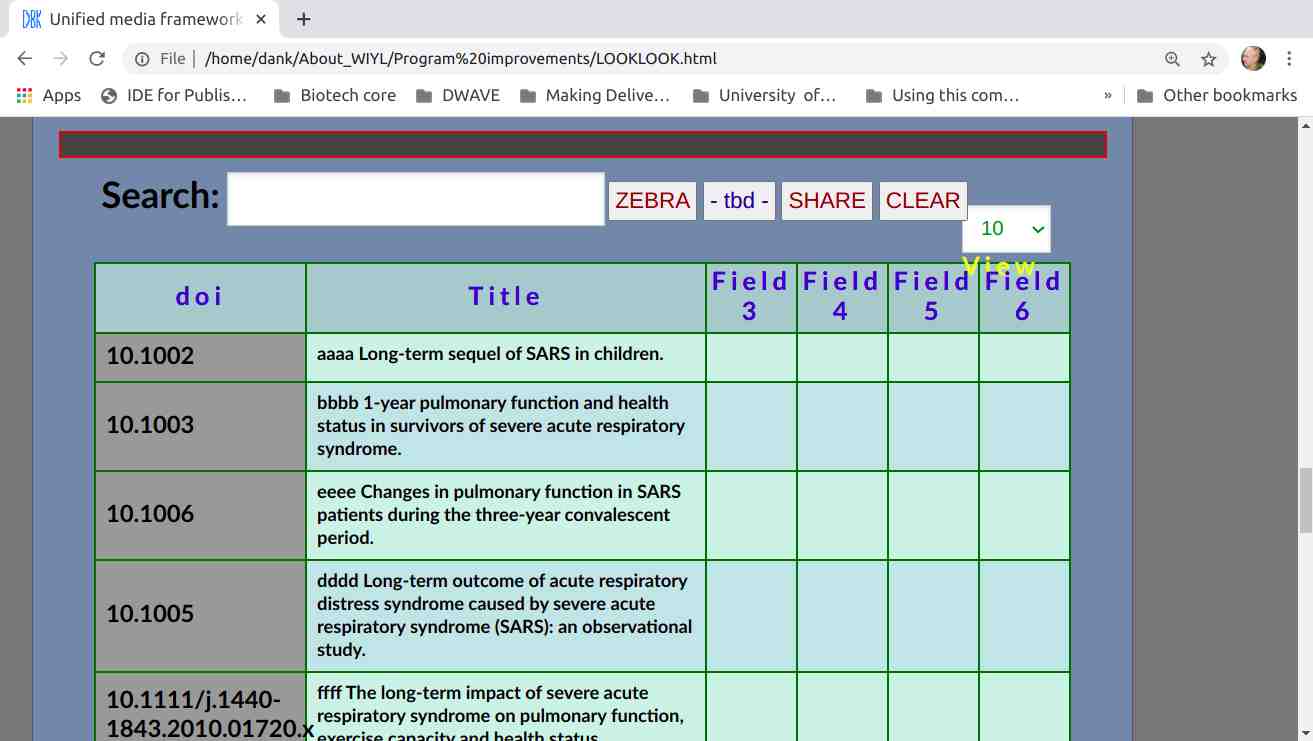 DBK Unified media framework
File /home/dank/About_WIYL/Program%20improvements/LOOKLOOK.html
Apps IDE for Publis... Biotech core DWAVE Making Delive... University of... Using this com... » Other bookmarks
Search: ZEBRA - tbd - SHARE CLEAR
10
View
doi Title Field 3 Field 4 Field 5 Field 6
10.1002 aaaa Long-term sequel of SARS in children.
10.1003
bbbb 1-year pulmonary function and health
status in survivors of severe acute respiratory
syndrome.
10.1006
eeee Changes in pulmonary function in SARS
patients during the three-year convalescent
period.
10.1005
dddd Long-term outcome of acute respiratory
distress syndrome caused by severe acute
respiratory syndrome (SARS): an observational
study.
10.1111/j.1440-
1843.2010.01720.x
ffff The long-term impact of severe acute
respiratory syndrome on pulmonary function,
exercise capacity and health status